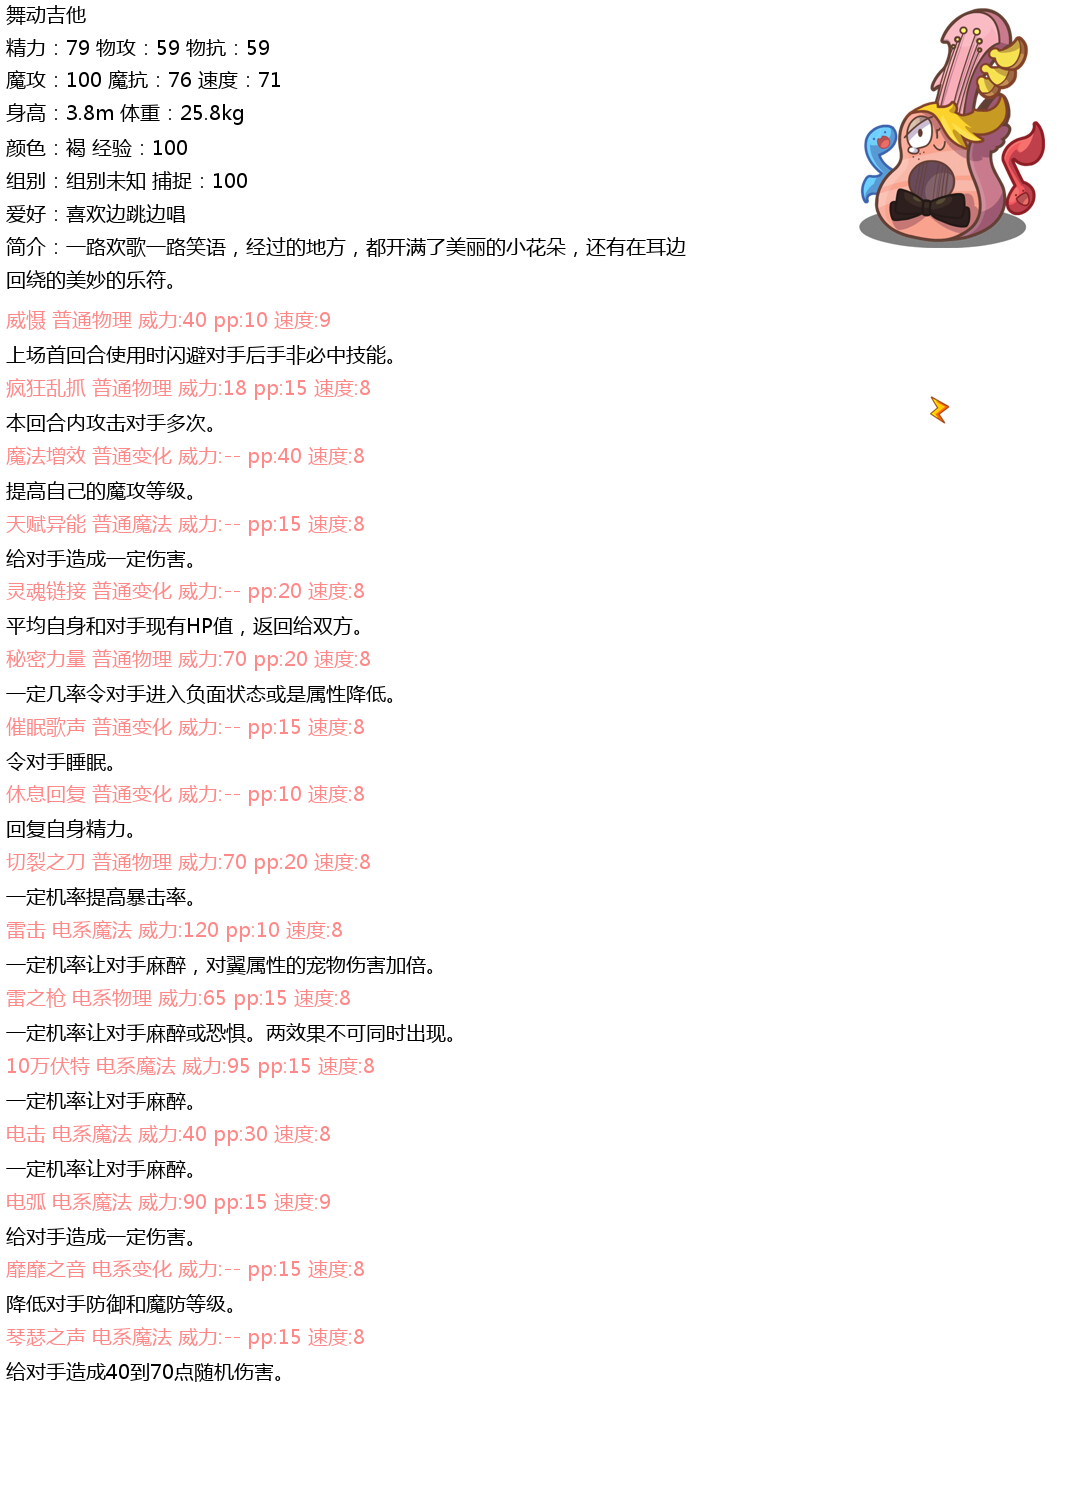 舞动吉他
精力：79 物攻：59 物抗：59
魔攻：100 魔抗：76 速度：71
身高：3.8m 体重：25.8kg
颜色：褐 经验：100
组别：组别未知 捕捉：100
爱好：喜欢边跳边唱
简介：一路欢歌一路笑语，经过的地方，都开满了美丽的小花朵，还有在耳边
回绕的美妙的乐符。
威慑 普通物理 威力:40 pp:10 速度:9
上场首回合使用时闪避对手后手非必中技能。
疯狂乱抓 普通物理 威力:18 pp:15 速度:8
本回合内攻击对手多次。
魔法增效 普通变化 威力:-- pp:40 速度:8
提高自己的魔攻等级。
天赋异能 普通魔法 威力:-- pp:15 速度:8
给对手造成一定伤害。
灵魂链接 普通变化 威力:-- pp:20 速度:8
平均自身和对手现有HP值，返回给双方。
秘密力量 普通物理 威力:70 pp:20 速度:8
一定几率令对手进入负面状态或是属性降低。
催眠歌声 普通变化 威力:-- pp:15 速度:8
令对手睡眠。
休息回复 普通变化 威力:-- pp:10 速度:8
回复自身精力。
切裂之刀 普通物理 威力:70 pp:20 速度:8
一定机率提高暴击率。
雷击 电系魔法 威力:120 pp:10 速度:8
一定机率让对手麻醉，对翼属性的宠物伤害加倍。
雷之枪 电系物理 威力:65 pp:15 速度:8
一定机率让对手麻醉或恐惧。两效果不可同时出现。
10万伏特 电系魔法 威力:95 pp:15 速度:8
一定机率让对手麻醉。
电击 电系魔法 威力:40 pp:30 速度:8
一定机率让对手麻醉。
电弧 电系魔法 威力:90 pp:15 速度:9
给对手造成一定伤害。
靡靡之音 电系变化 威力:-- pp:15 速度:8
降低对手防御和魔防等级。
琴瑟之声 电系魔法 威力:-- pp:15 速度:8
给对手造成40到70点随机伤害。